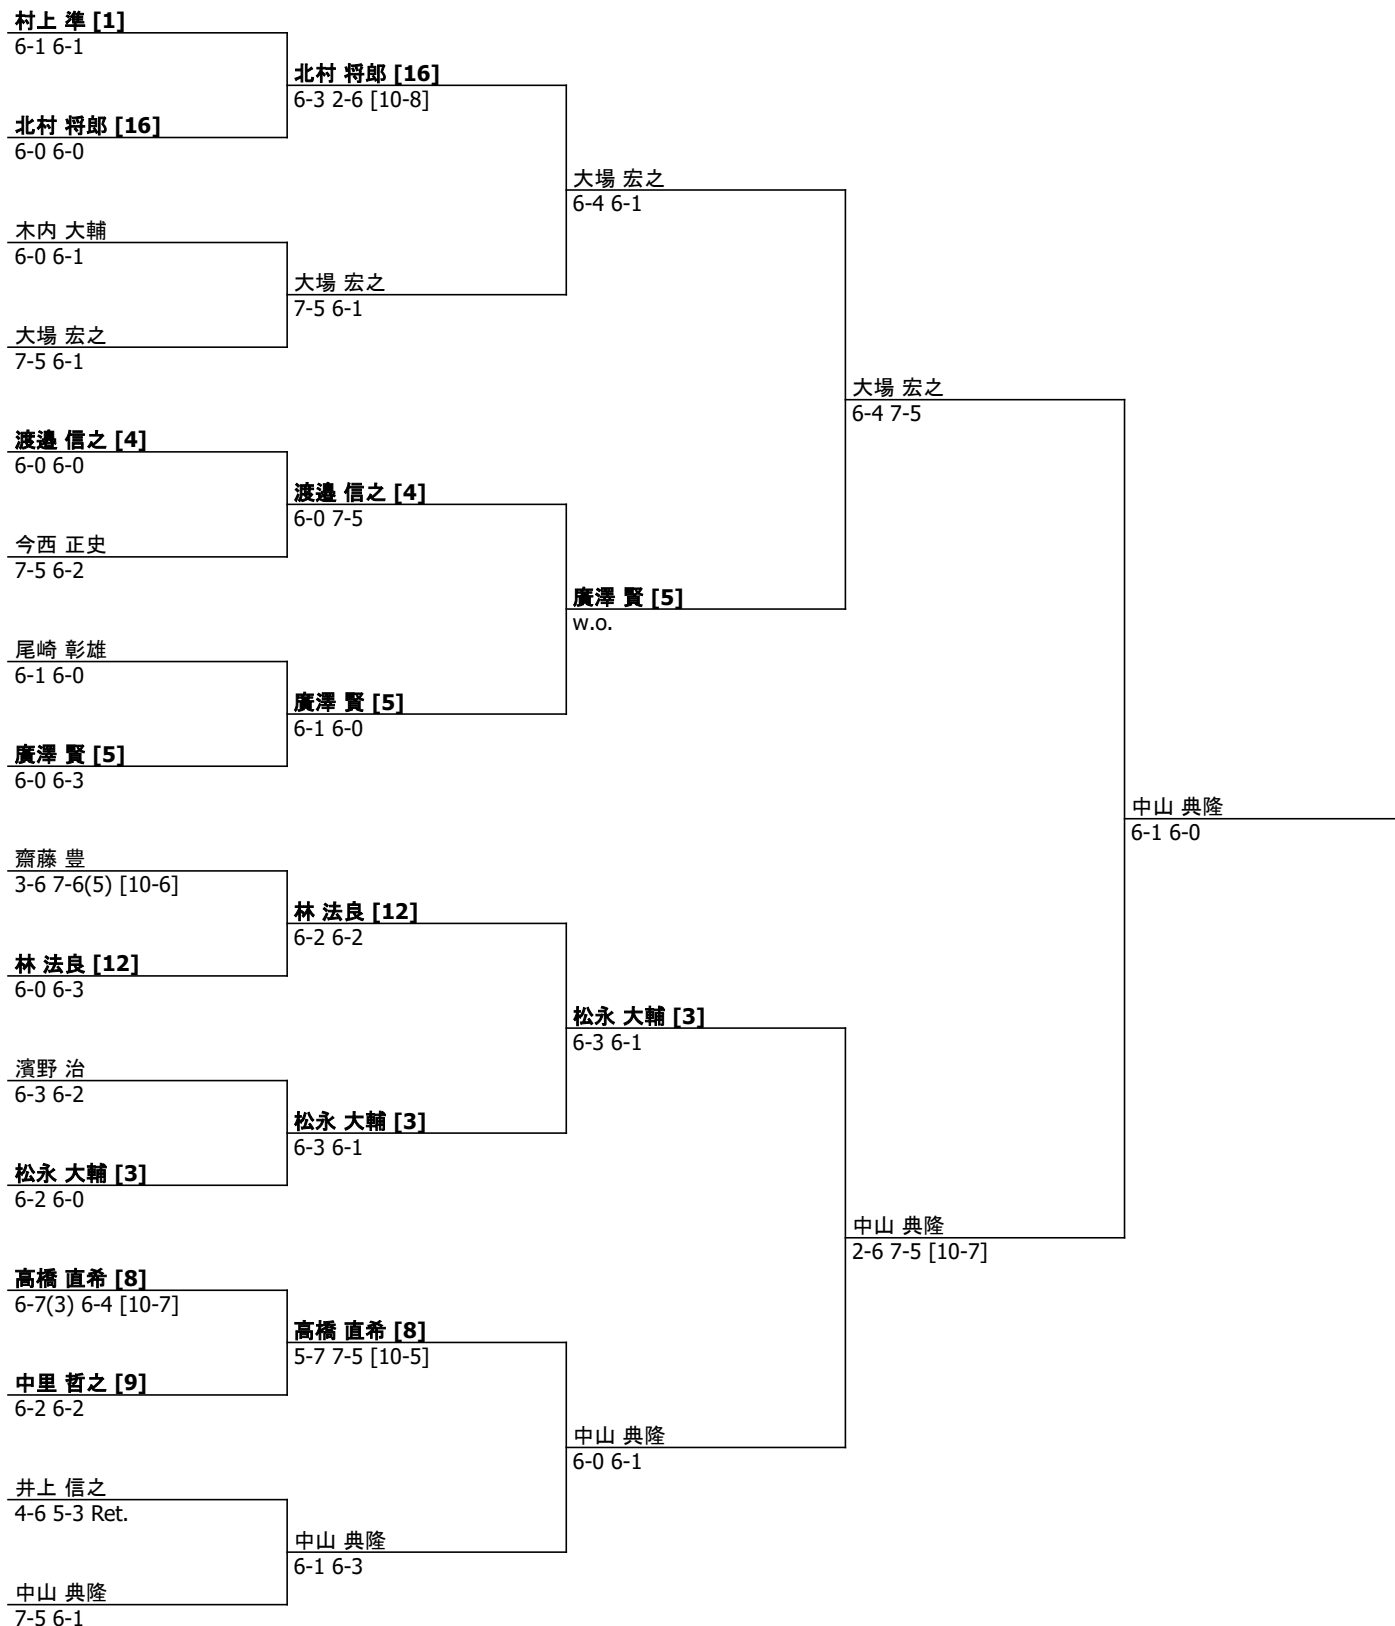 村上 準 [1]
6-1 6-1
北村 将郎 [16]
6-3 2-6 [10-8]
北村 将郎 [16]
6-0 6-0
大場 宏之
6-4 6-1
木内 大輔
6-0 6-1
大場 宏之
7-5 6-1
大場 宏之
7-5 6-1
大場 宏之
6-4 7-5
渡邉 信之 [4]
6-0 6-0
渡邉 信之 [4]
6-0 7-5
今西 正史
7-5 6-2
廣澤 賢 [5]
w.o.
尾崎 彰雄
6-1 6-0
廣澤 賢 [5]
6-1 6-0
廣澤 賢 [5]
6-0 6-3
中山 典隆
6-1 6-0
齋藤 豊
3-6 7-6(5) [10-6]
林 法良 [12]
6-2 6-2
林 法良 [12]
6-0 6-3
松永 大輔 [3]
6-3 6-1
濱野 治
6-3 6-2
松永 大輔 [3]
6-3 6-1
松永 大輔 [3]
6-2 6-0
中山 典隆
2-6 7-5 [10-7]
高橋 直希 [8]
6-7(3) 6-4 [10-7]
高橋 直希 [8]
5-7 7-5 [10-5]
中里 哲之 [9]
6-2 6-2
中山 典隆
6-0 6-1
井上 信之
4-6 5-3 Ret.
中山 典隆
6-1 6-3
中山 典隆
7-5 6-1